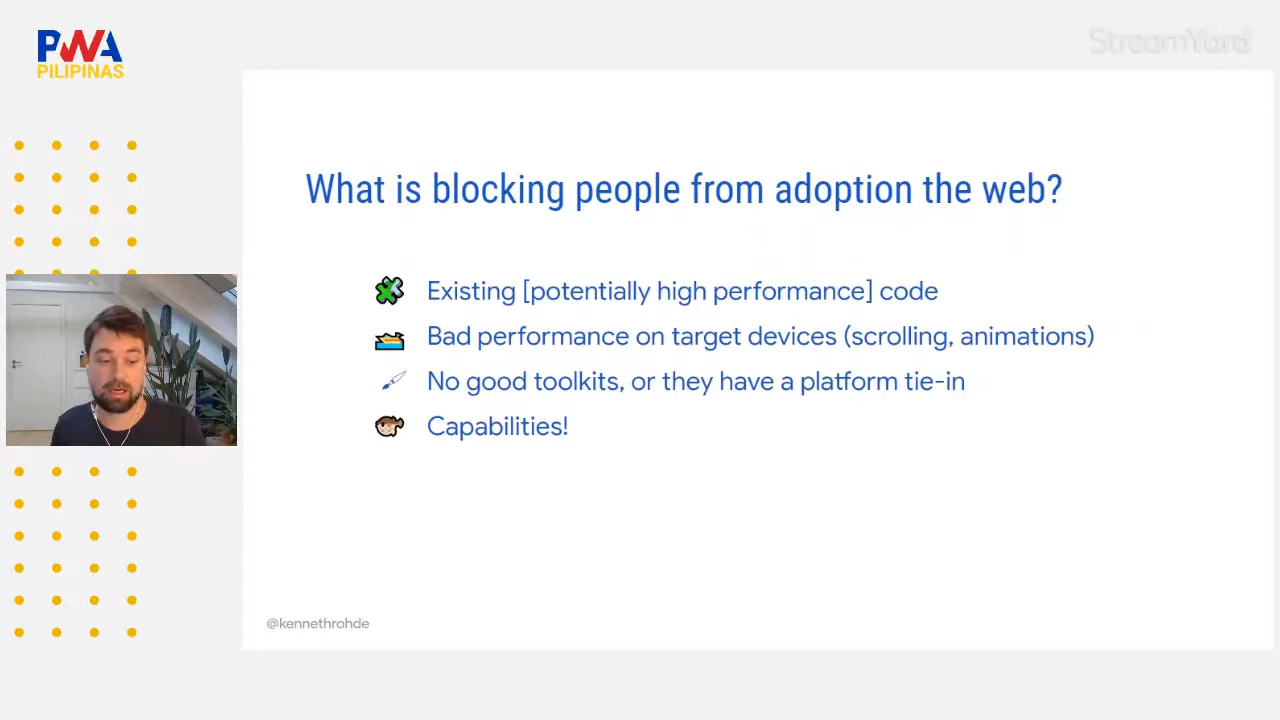 PWA
PILIPINAS
StreamYard
What is blocking people from adoption the web?
Existing [potentially high performance] code
Bad performance on target devices (scrolling, animations)
No good toolkits, or they have a platform tie-in
Capabilities!
@kennethrohde